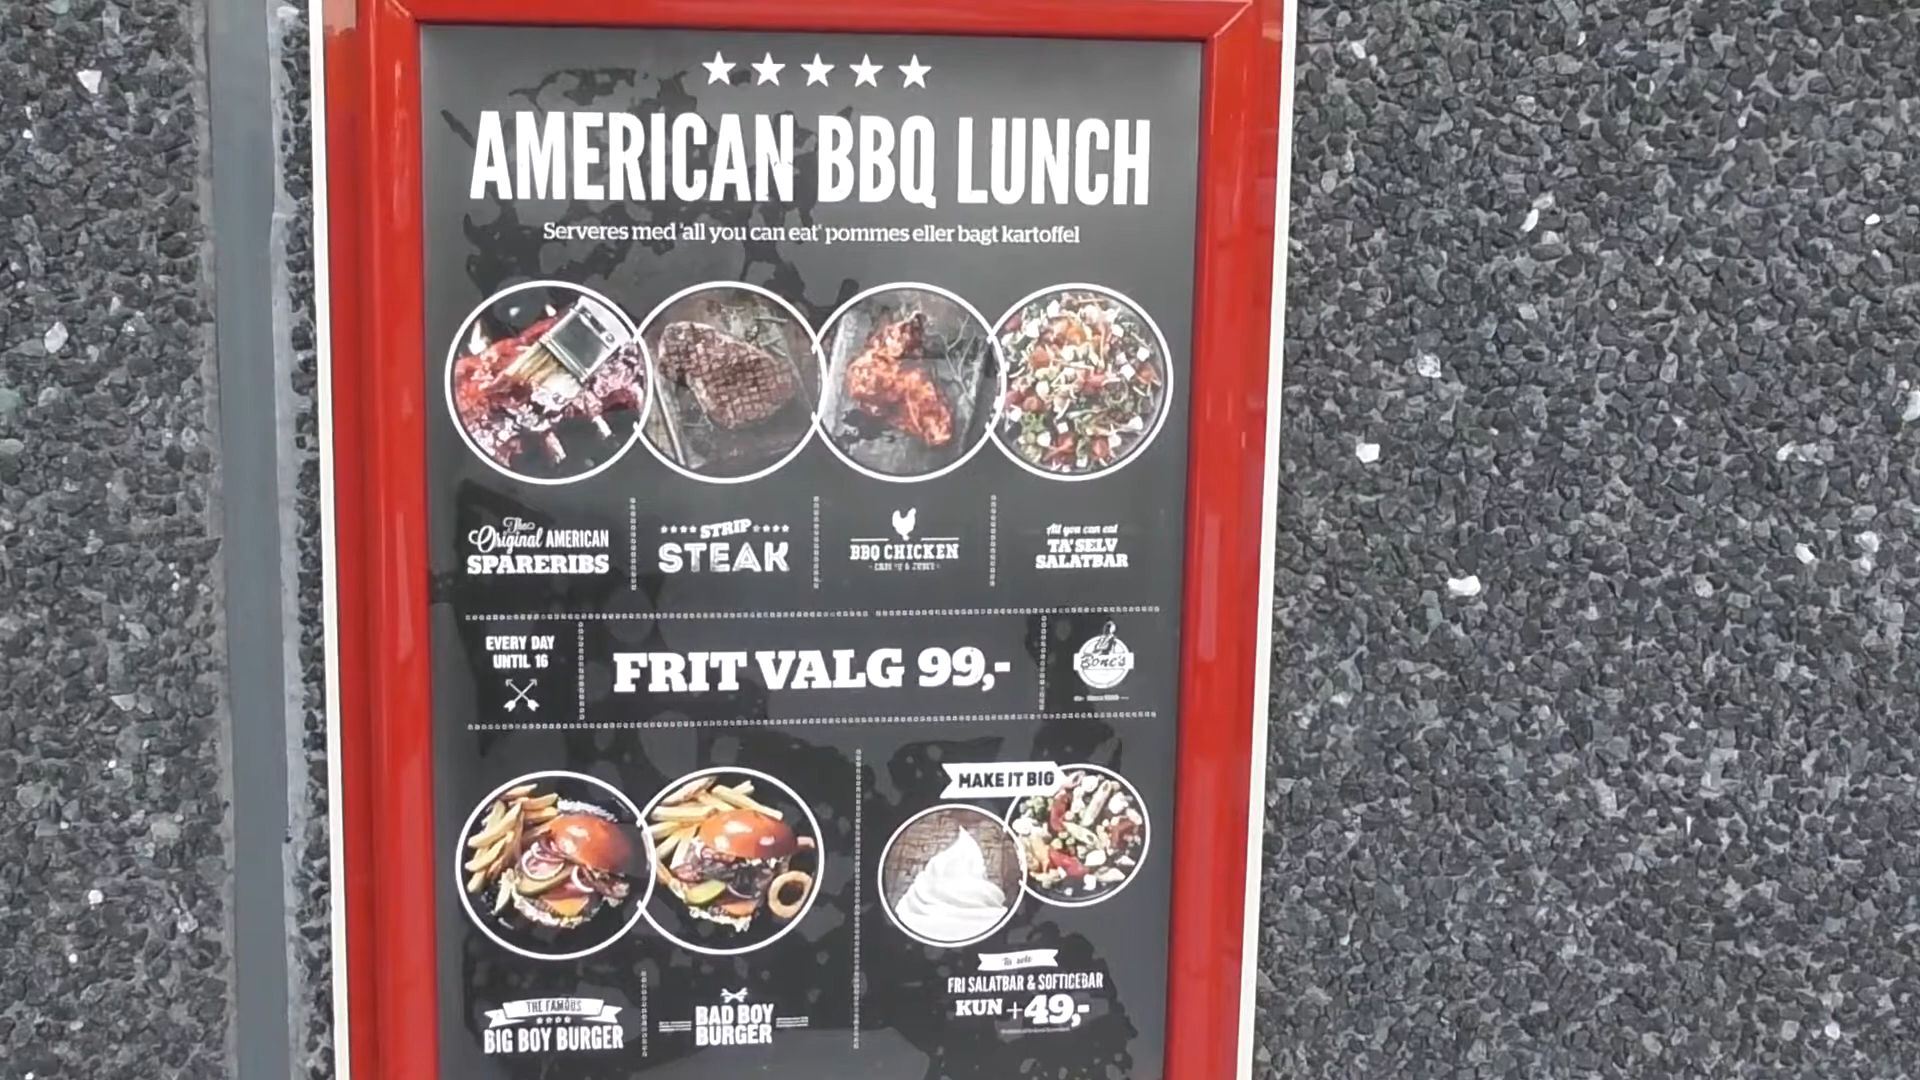 AMERICAN BBQ LUNCH
Serveres med 'all you can eat' pommes eller bagt kartoffel
The
Original AMERICAN
SPARERIBS
STRIP
STEAK
BBQ CHICKEN
All you can eat
TA' SELV
SALATBAR
EVERY DAY
UNTIL 16
FRIT VALG 99,-
Bone's
MAKE IT BIG
THE FAMOUS
BIG BOY BURGER
BAD BOY
BURGER
Ta' selv
FRI SALATBAR & SOFTICEBAR
KUN +49,-